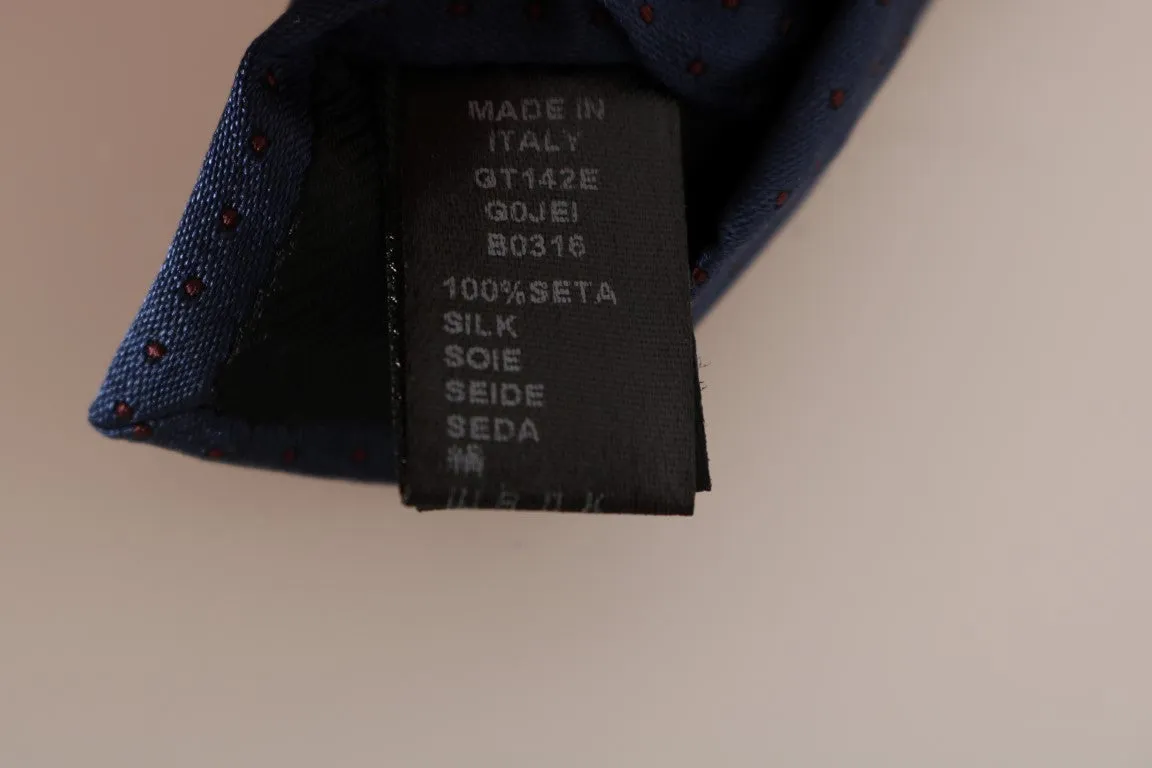 MADE IN
ITALY
GT142E
G0JEI
B0316
100%SETA
SILK
SOIE
SEIDE
SEDA
絹